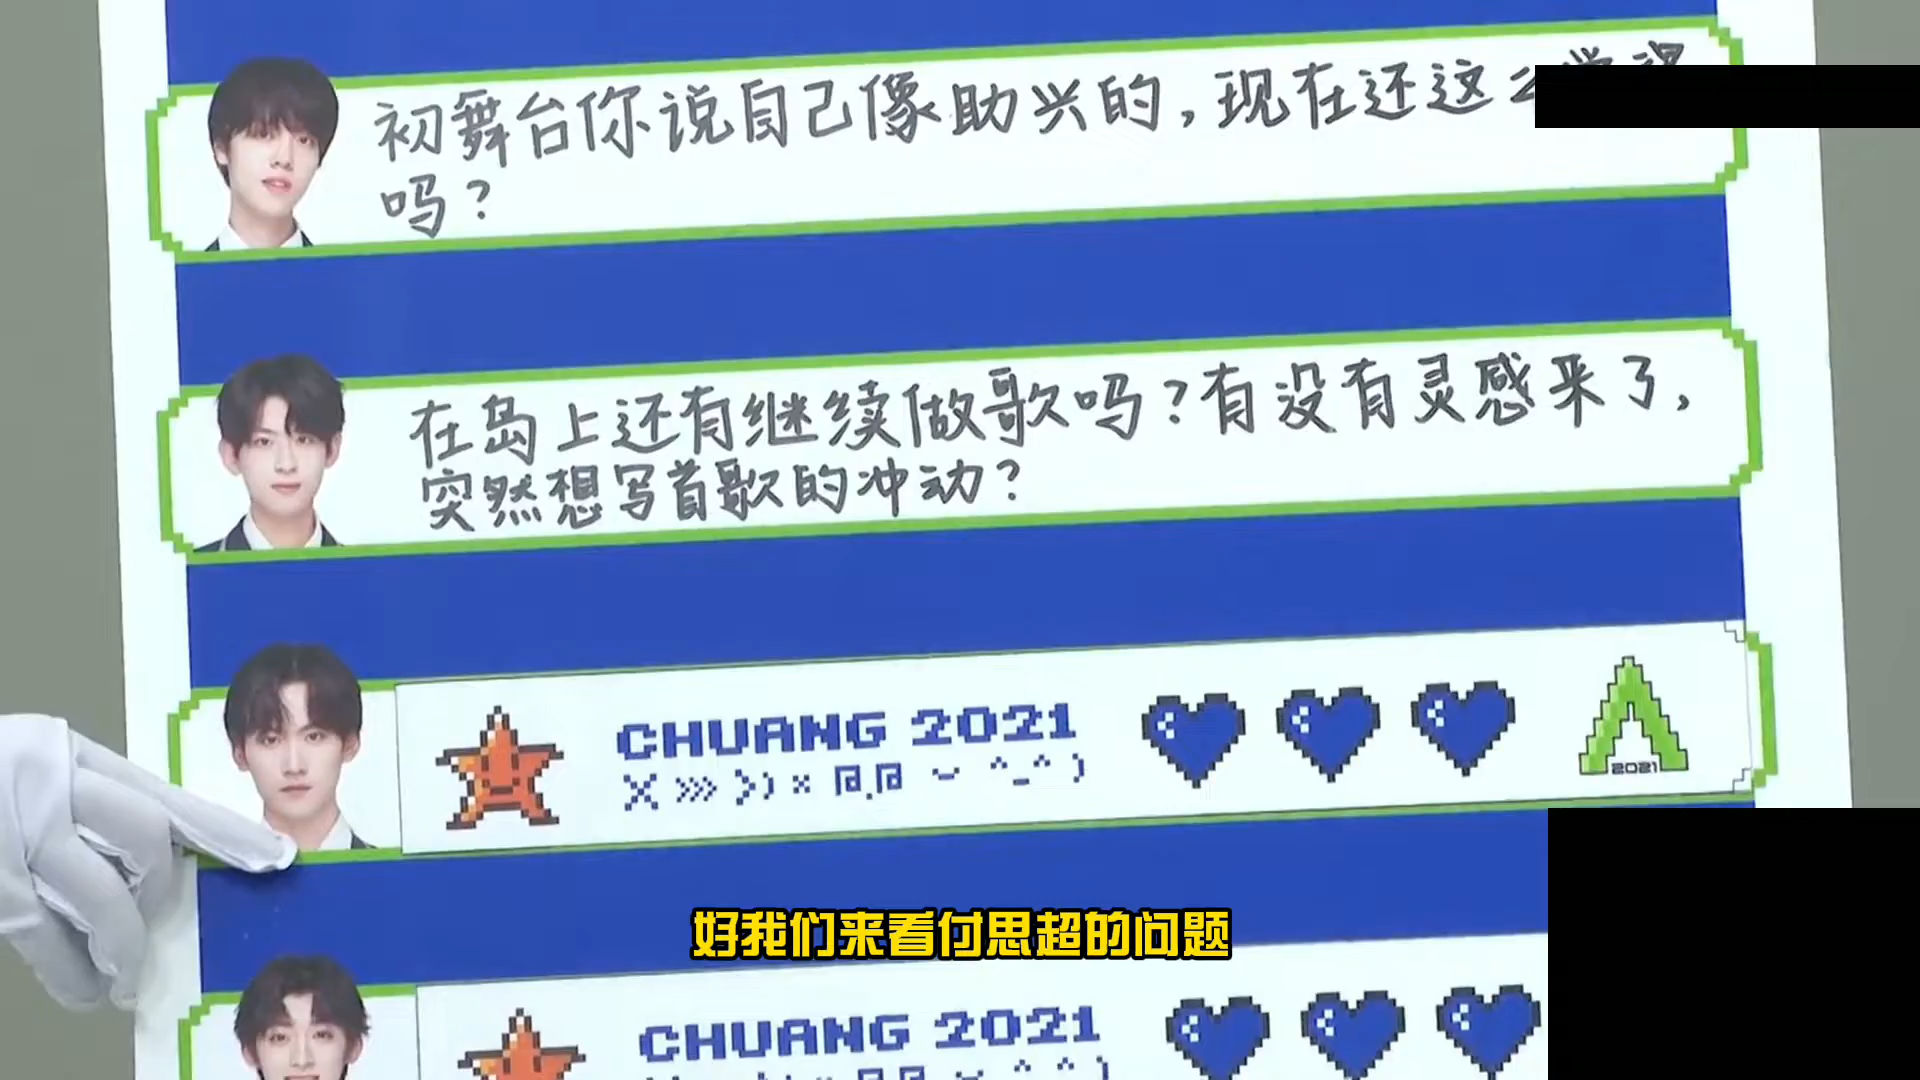 初舞台你说自己像助兴的,现在还这么觉得
吗?
在岛上还有继续做歌吗?有没有灵感来了,
突然想写首歌的冲动?
CHUANG 2021
2021
好我们来看付思超的问题
CHUANG 2021